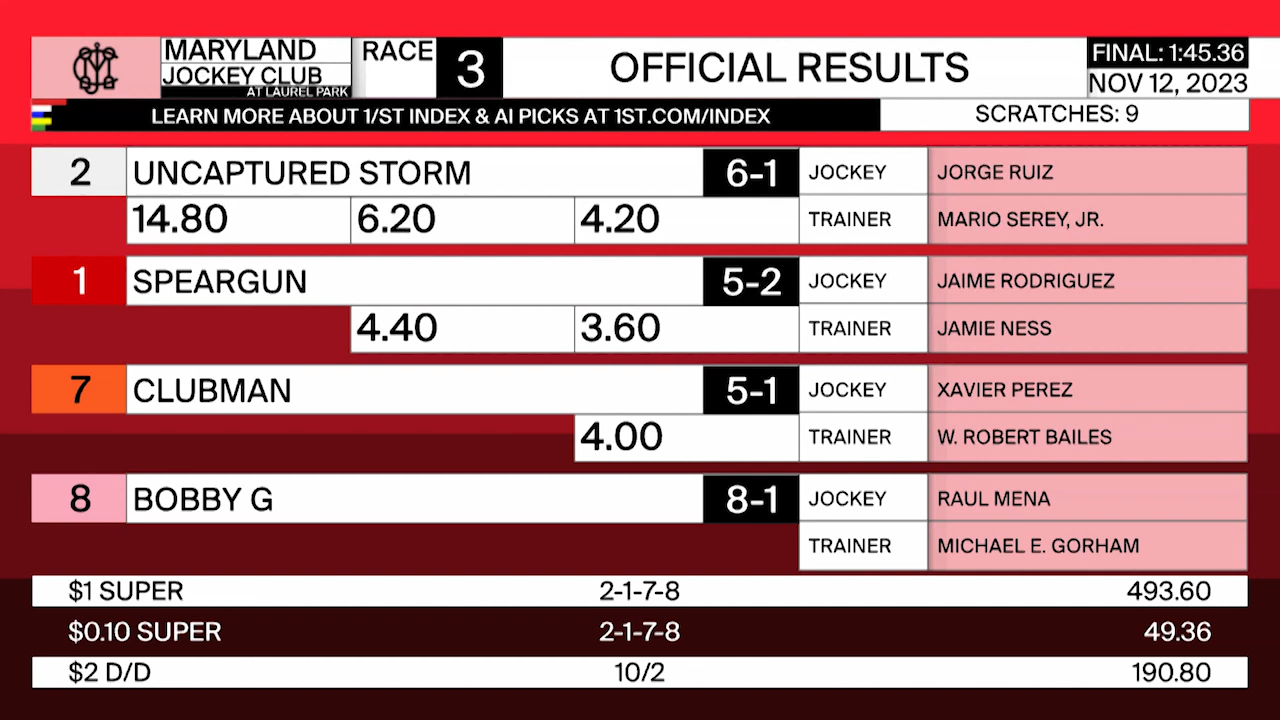 MARYLAND
JOCKEY CLUB
AT LAUREL PARK
RACE 3
OFFICIAL RESULTS
FINAL: 1:45.36
NOV 12, 2023
LEARN MORE ABOUT 1/ST INDEX & AI PICKS AT 1ST.COM/INDEX
SCRATCHES: 9
2 UNCAPTURED STORM 6-1 JOCKEY JORGE RUIZ
14.80 6.20 4.20 TRAINER MARIO SEREY, JR.
1 SPEARGUN 5-2 JOCKEY JAIME RODRIGUEZ
4.40 3.60 TRAINER JAMIE NESS
7 CLUBMAN 5-1 JOCKEY XAVIER PEREZ
4.00 TRAINER W. ROBERT BAILES
8 BOBBY G 8-1 JOCKEY RAUL MENA
TRAINER MICHAEL E. GORHAM
$1 SUPER 2-1-7-8 493.60
$0.10 SUPER 2-1-7-8 49.36
$2 D/D 10/2 190.80